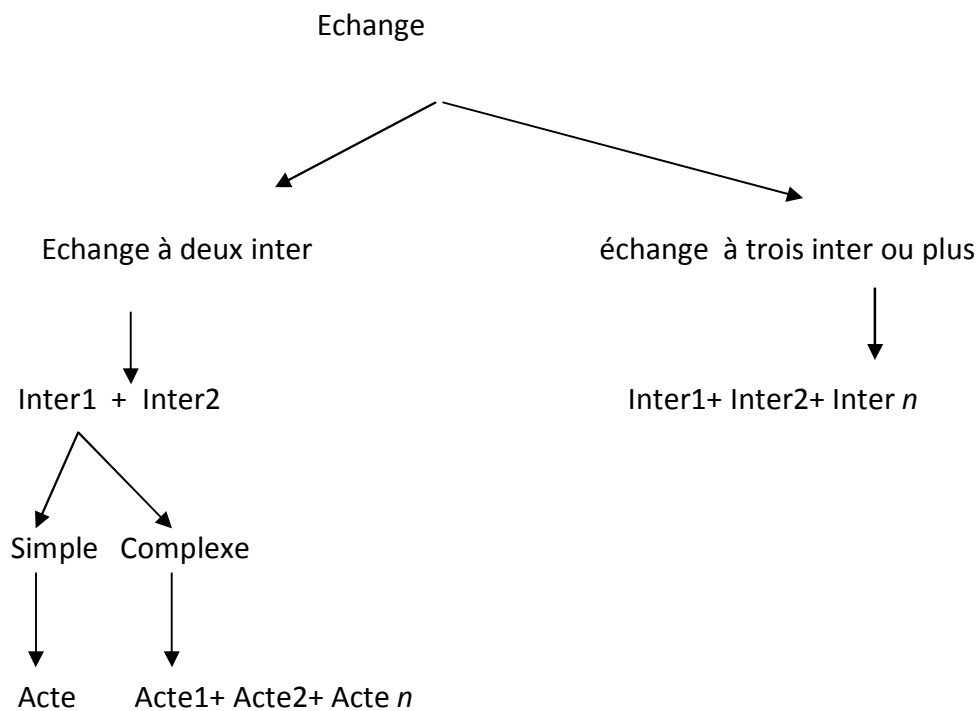 Echange
Echange à deux inter échange à trois inter ou plus
Inter1 + Inter2 Inter1+ Inter2+ Inter n
Simple Complexe
Acte Acte1+ Acte2+ Acte n